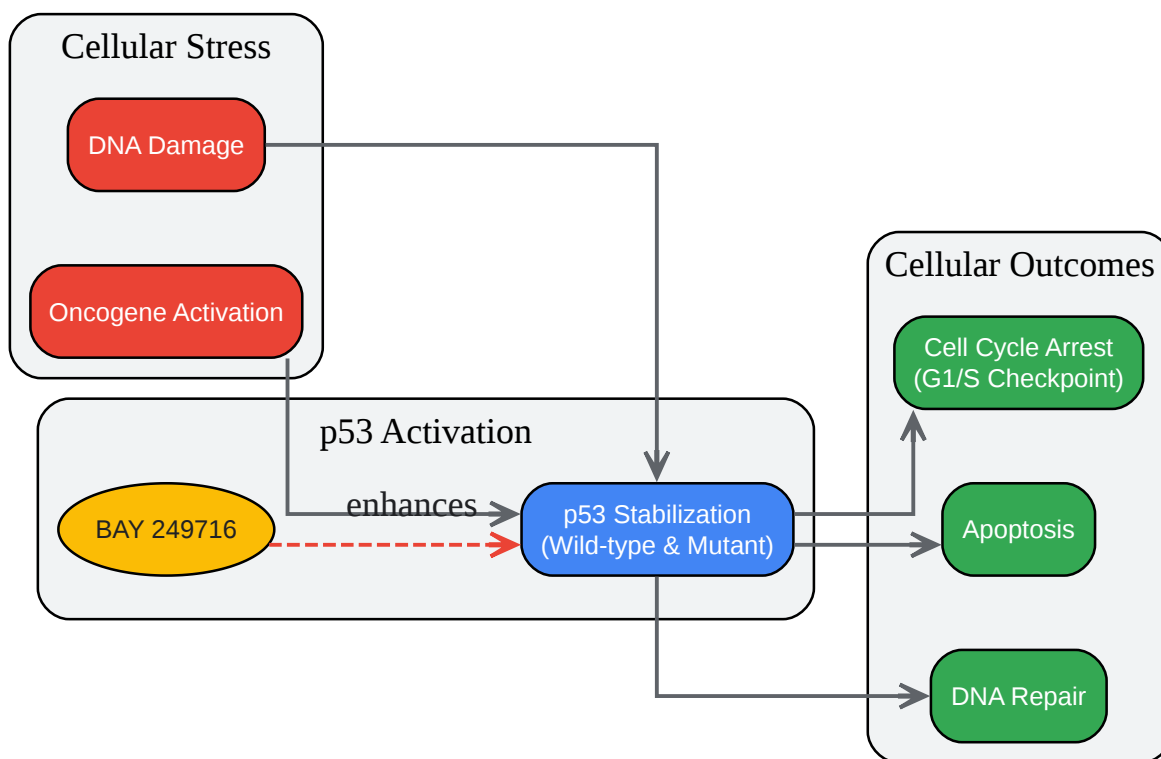 Cellular Stress
DNA Damage
Oncogene Activation
p53 Activation
enhances
BAY 249716
p53 Stabilization
(Wild-type & Mutant)
Cellular Outcomes
Cell Cycle Arrest
(G1/S Checkpoint)
Apoptosis
DNA Repair